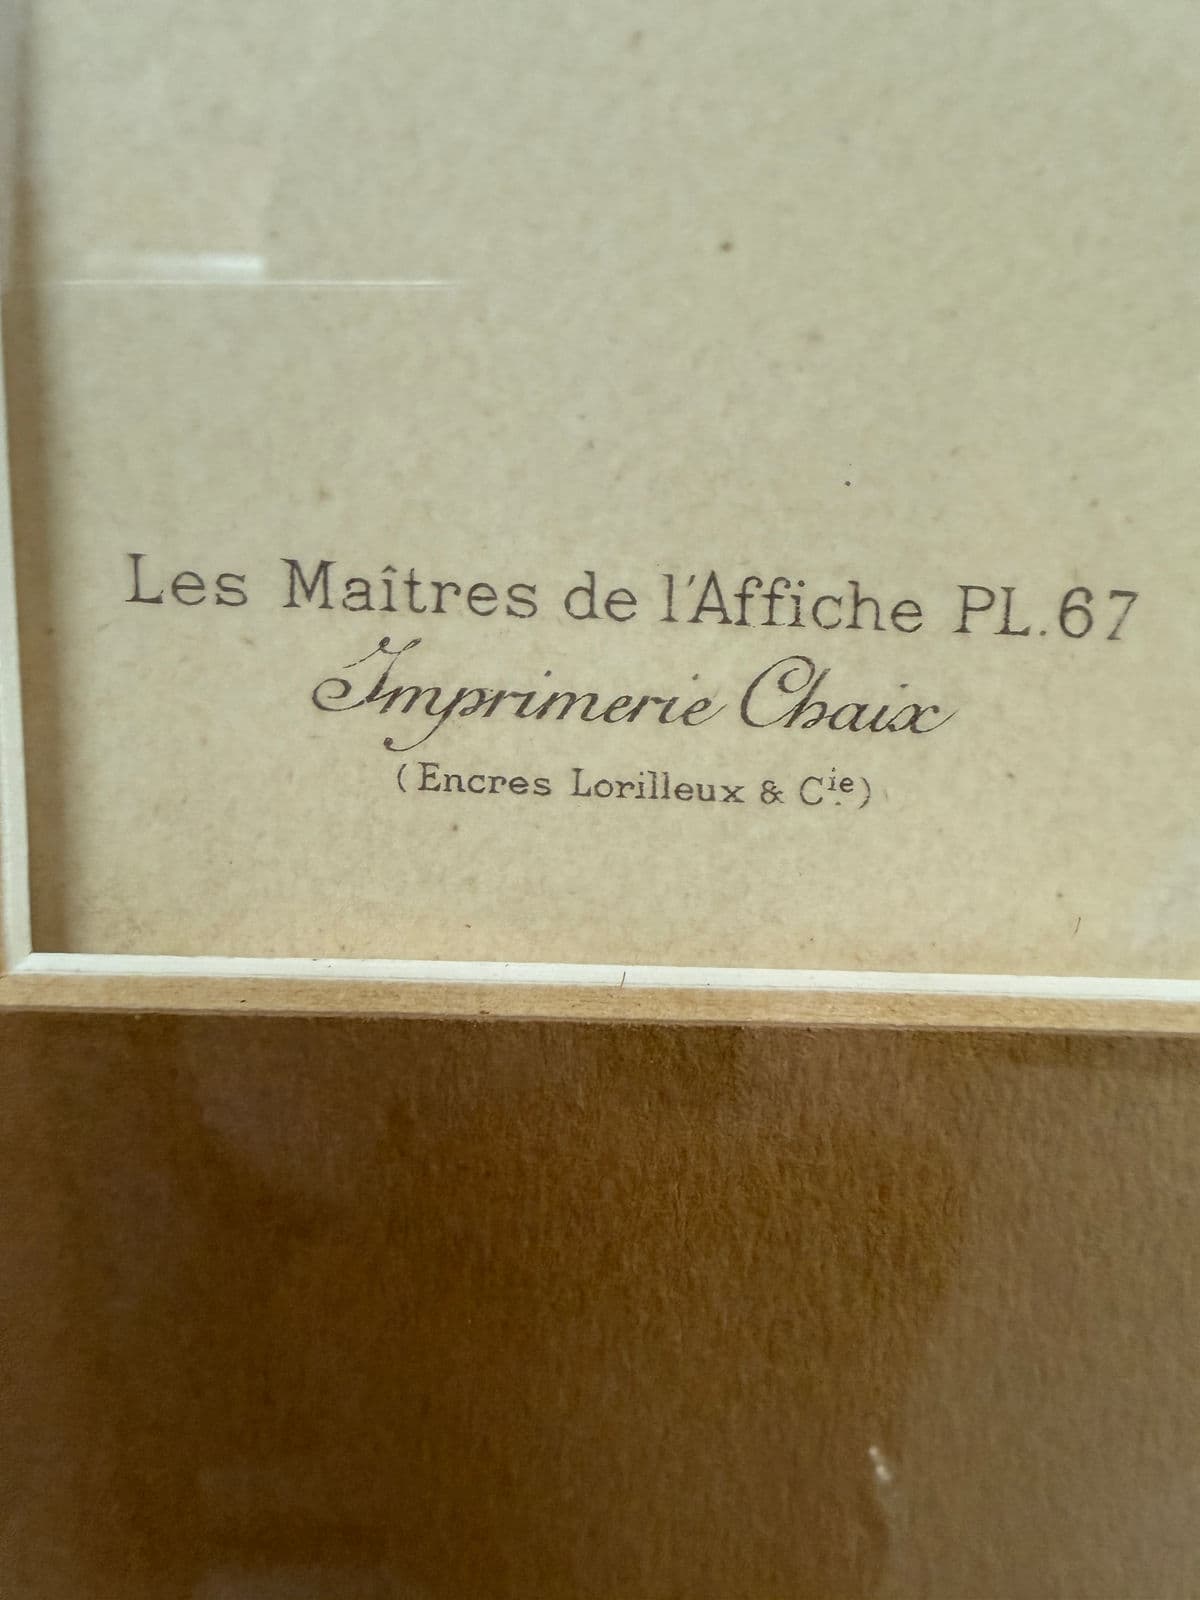 Les Maîtres de l'Affiche PL.67
Imprimerie Chaix
(Encres Lorilleux & Cie)